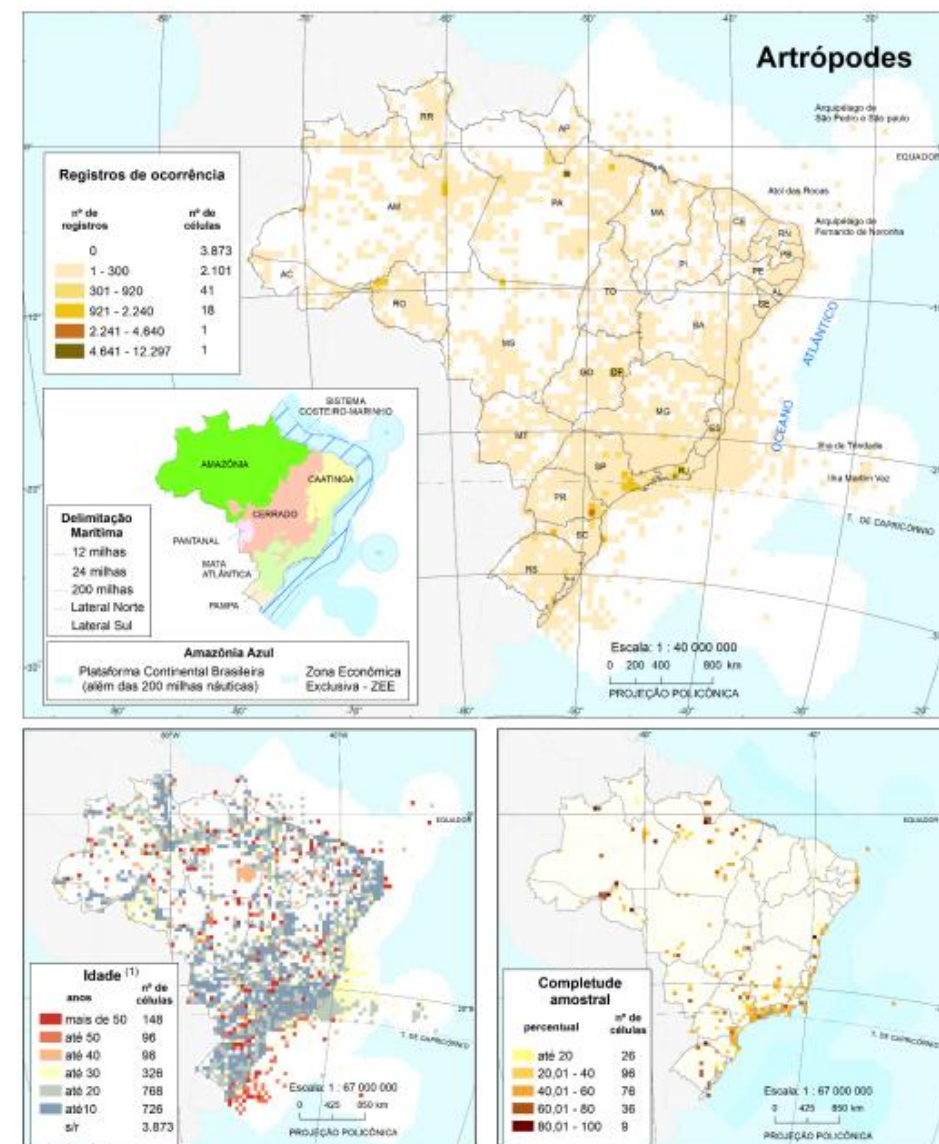 Artrópodes
Arquipélago de
São Pedro e São paulo
EQUADOR
Atol das Rocas
Arquipélago de
Fernando de Noronha
RR
AP
AM
PA
MA
CE
RN
PB
PE
AL
SE
PI
AC
RO
TO
BA
MS
GO
DF
MG
ES
MT
SP
RJ
PR
SC
RS
OCEANO
ATLÂNTICO
Ilha de Trindade
Ilha Martim Vaz
T. DE CAPRICÓRNIO
Registros de ocorrência
nº de
registros
nº de
células
0 3.873
1 - 300 2.101
301 - 920 41
921 - 2.240 18
2.241 - 4.640 1
4.641 - 12.297 1
SISTEMA
COSTEIRO-MARINHO
AMAZÔNIA
CAATINGA
CERRADO
PANTANAL
MATA
ATLÂNTICA
PAMPA
Delimitação
Marítima
12 milhas
24 milhas
200 milhas
Lateral Norte
Lateral Sul
Amazônia Azul
Plataforma Continental Brasileira
(além das 200 milhas náuticas)
Zona Econômica
Exclusiva - ZEE
Escala: 1 : 40 000 000
0 200 400 800 km
PROJEÇÃO POLICÔNICA
60°W
40°W
EQUADOR
T. DE CAPRICÓRNIO
Idade (1)
anos
nº de
células
mais de 50 148
até 50 96
até 40 98
até 30 326
até 20 768
até10 726
s/r 3.873
Escala: 1 : 67 000 000
0 425 850 km
PROJEÇÃO POLICÔNICA
EQUADOR
T. DE CAPRICÓRNIO
Completude
amostral
percentual
nº de
células
até 20 26
20,01 - 40 96
40,01 - 60 76
60,01 - 80 36
80,01 - 100 9
Escala: 1 : 67 000 000
0 425 850 km
PROJEÇÃO POLICÔNICA